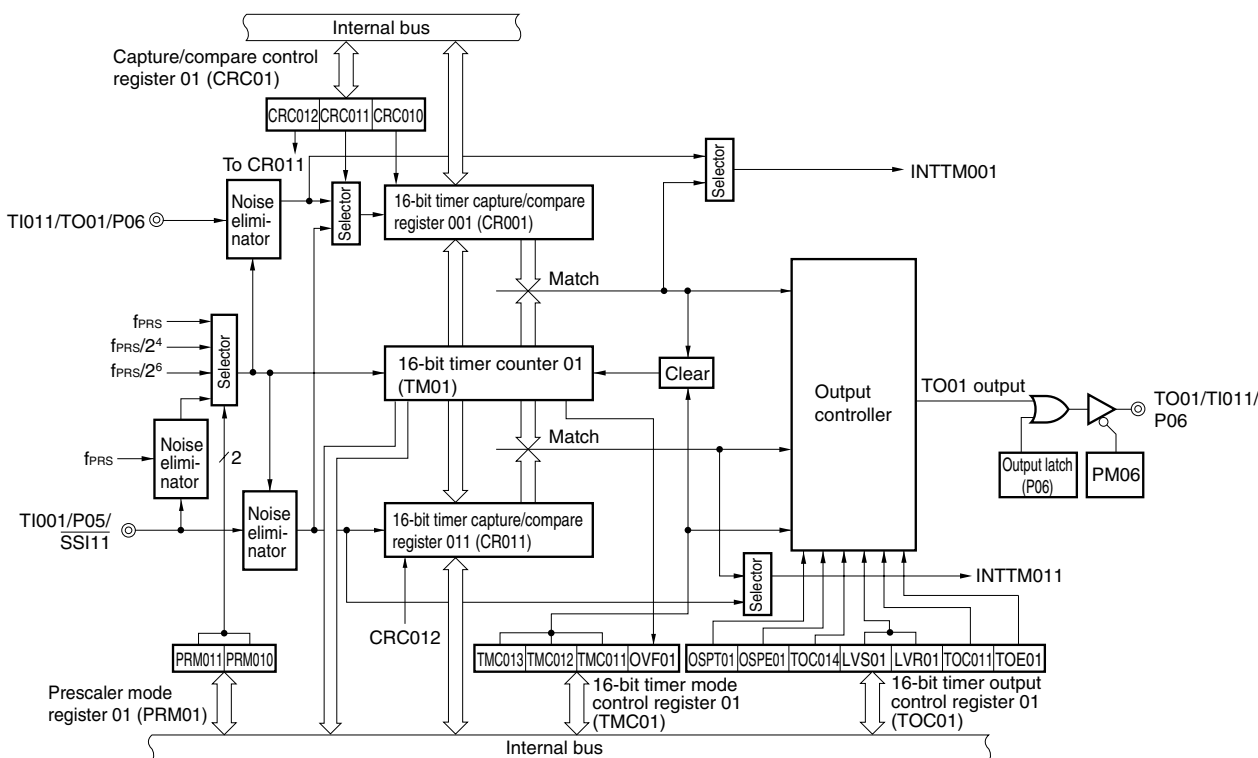 Internal bus
Capture/compare control
register 01 (CRC01)
CRC012 CRC011 CRC010
To CR011
Selector
INTTM001
TI011/TO01/P06
Noise
elimi-
nator
Selector
16-bit timer capture/compare
register 001 (CR001)
Match
fPRS
fPRS/2⁴
fPRS/2⁶
Selector
16-bit timer counter 01
(TM01)
Clear
Output
controller
TO01 output
TO01/TI011/
P06
Output latch
(P06)
PM06
fPRS
Noise
elimi-
nator
2
Match
TI001/P05/
SSI11
Noise
elimi-
nator
16-bit timer capture/compare
register 011 (CR011)
Selector
INTTM011
CRC012
PRM011 PRM010
TMC013 TMC012 TMC011 OVF01
OSPT01 OSPE01 TOC014 LVS01 LVR01 TOC011 TOE01
Prescaler mode
register 01 (PRM01)
16-bit timer mode
control register 01
(TMC01)
16-bit timer output
control register 01
(TOC01)
Internal bus